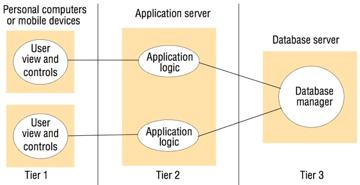 Personal computers
or mobile devices
Application server
Database server
User
view and
controls
Application
logic
Database
manager
User
view and
controls
Application
logic
Tier 1
Tier 2
Tier 3